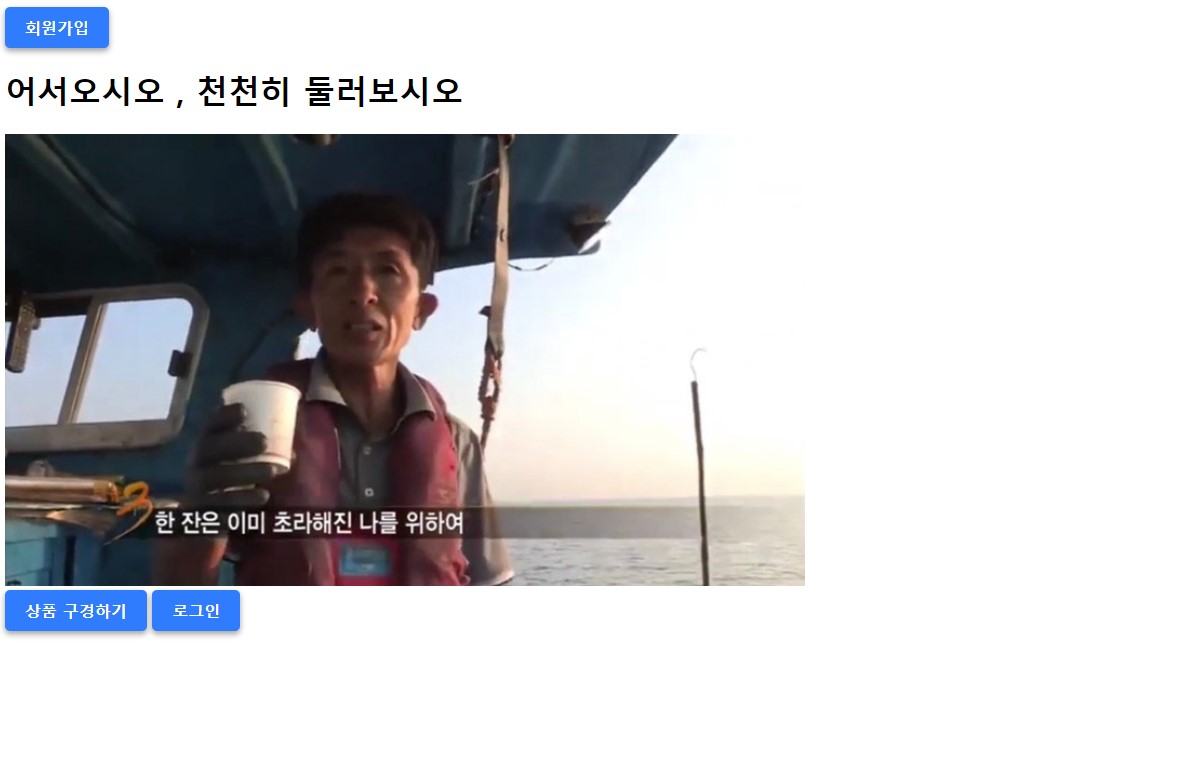 회원가입
어서오시오 , 천천히 둘러보시오
한 잔은 이미 초라해진 나를 위하여
상품 구경하기 로그인